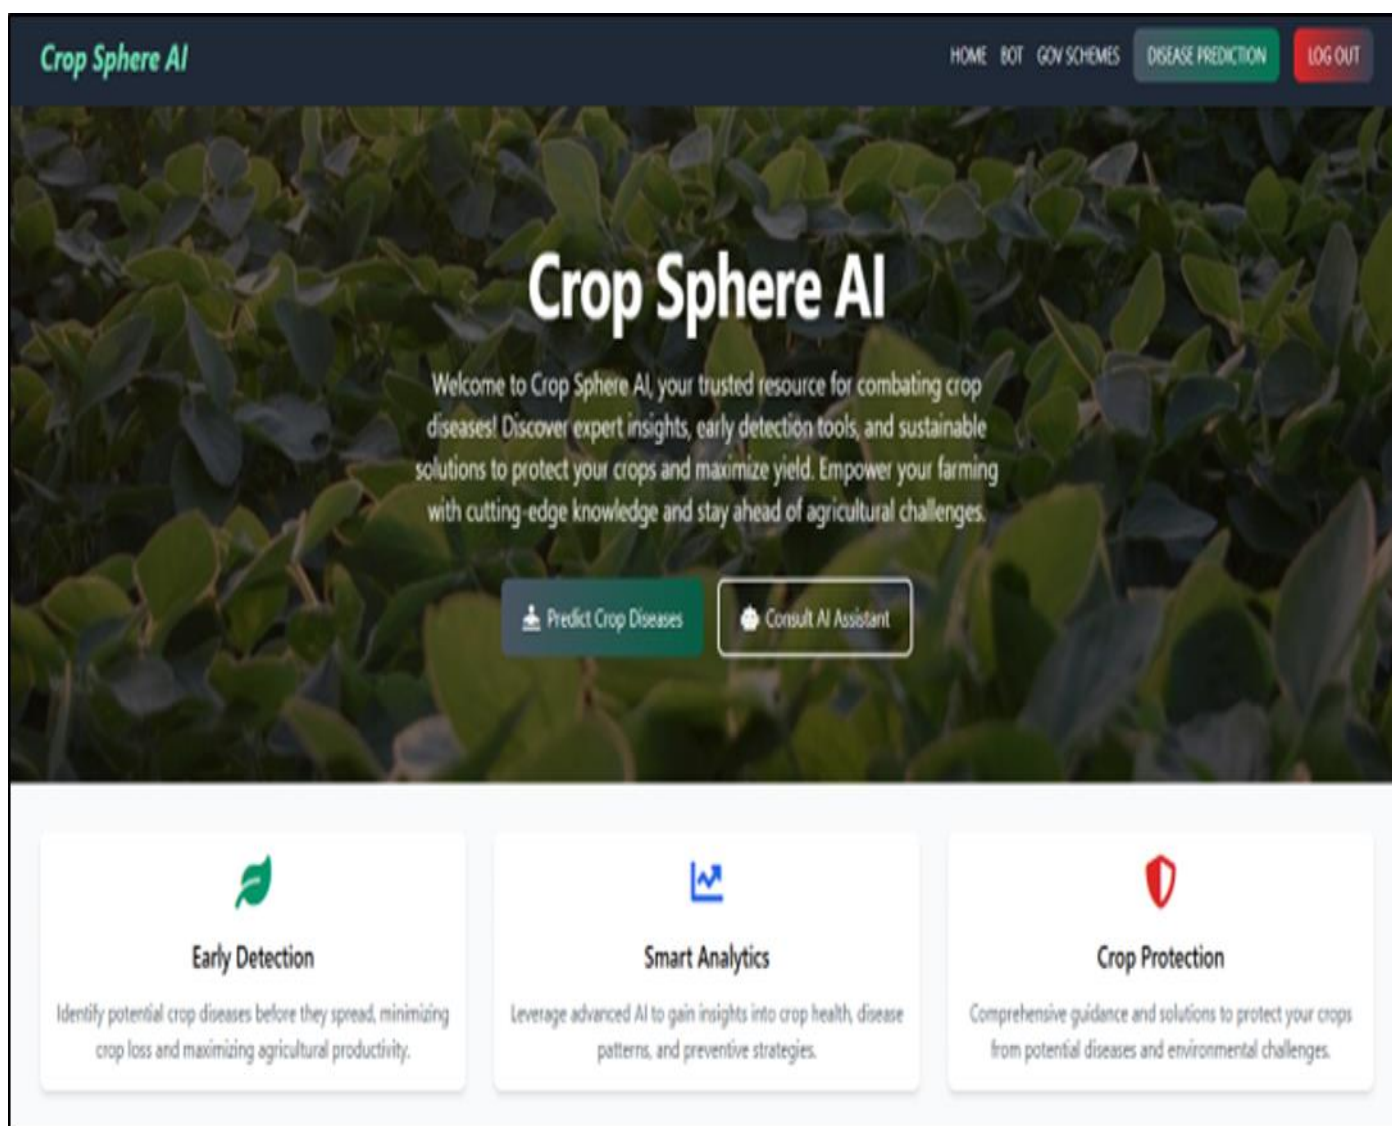 Crop Sphere AI
HOME BOT GOV SCHEMES DISEASE PREDICTION LOG OUT
Crop Sphere AI
Welcome to Crop Sphere AI, your trusted resource for combating crop
diseases! Discover expert insights, early detection tools, and sustainable
solutions to protect your crops and maximize yield. Empower your farming
with cutting-edge knowledge and stay ahead of agricultural challenges.
Predict Crop Diseases
Consult AI Assistant
Early Detection
Identify potential crop diseases before they spread, minimizing
crop loss and maximizing agricultural productivity.
Smart Analytics
Leverage advanced AI to gain insights into crop health, disease
patterns, and preventive strategies.
Crop Protection
Comprehensive guidance and solutions to protect your crops
from potential diseases and environmental challenges.